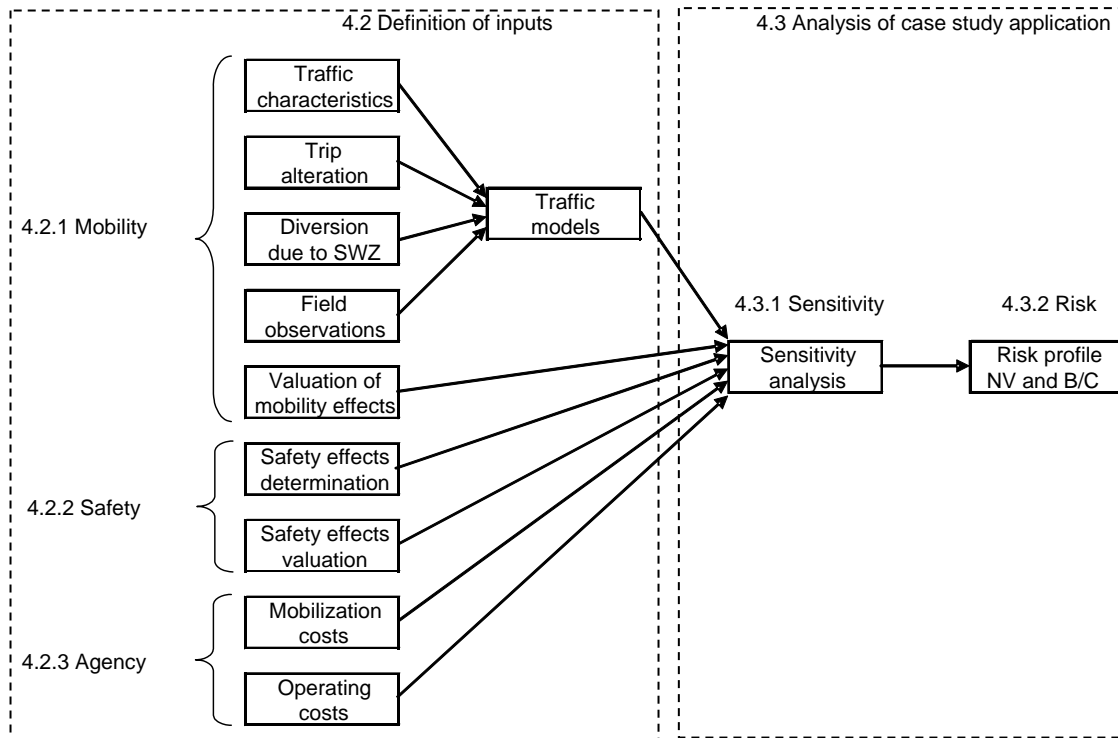 4.2 Definition of inputs
4.3 Analysis of case study application
Traffic
characteristics
Trip
alteration
4.2.1 Mobility
Diversion
due to SWZ
Field
observations
Valuation of
mobility effects
Traffic
models
4.2.2 Safety
Safety effects
determination
Safety effects
valuation
4.2.3 Agency
Mobilization
costs
Operating
costs
4.3.1 Sensitivity
Sensitivity
analysis
4.3.2 Risk
Risk profile
NV and B/C